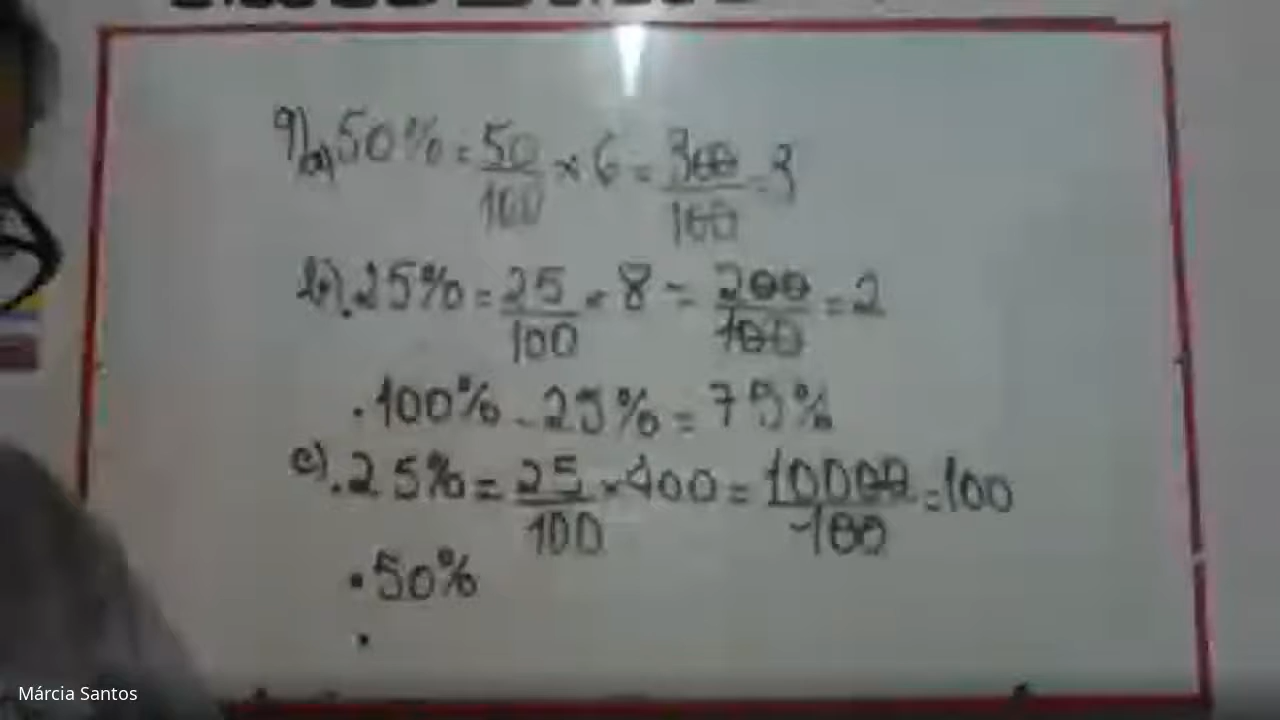 9) a) 50% = 50/100 × 6 = 300/100 = 3
b) . 25% = 25/100 × 8 = 200/100 = 2
. 100% - 25% = 75%
c) . 25% = 25/100 × 400 = 10000/100 = 100
. 50%
.
Márcia Santos